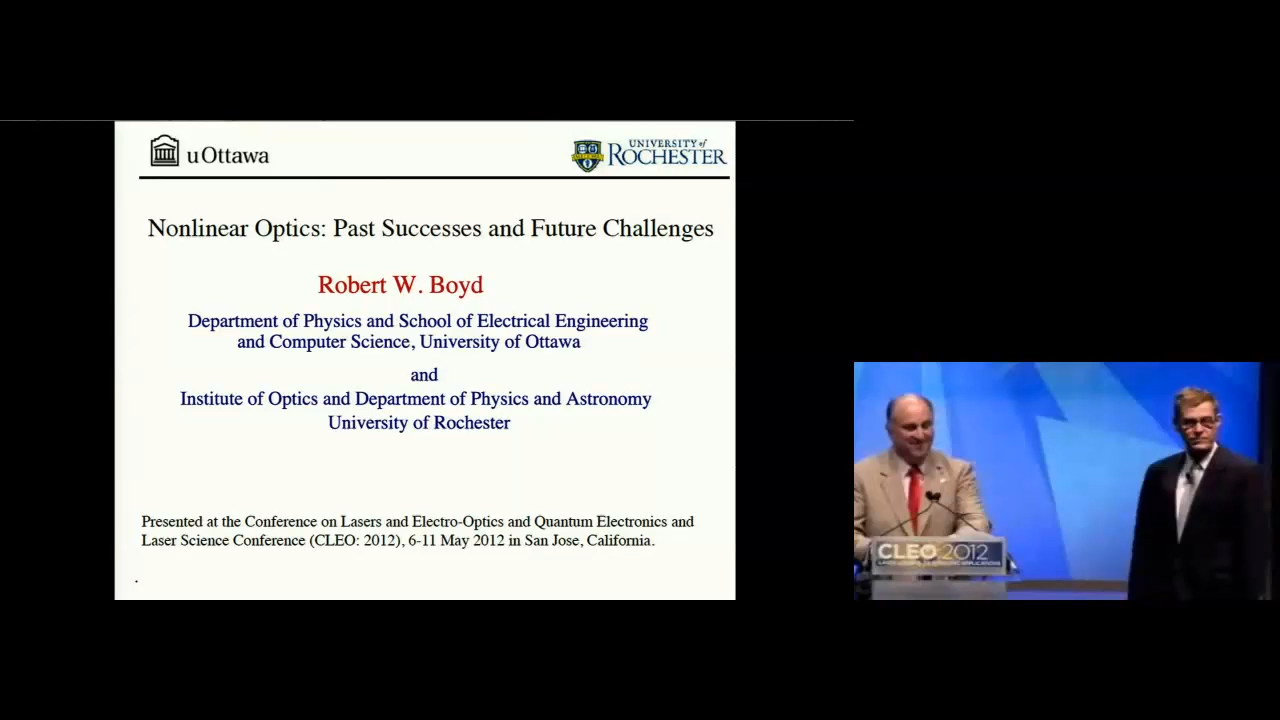 uOttawa
UNIVERSITY of
ROCHESTER
Nonlinear Optics: Past Successes and Future Challenges
Robert W. Boyd
Department of Physics and School of Electrical Engineering
and Computer Science, University of Ottawa
and
Institute of Optics and Department of Physics and Astronomy
University of Rochester
Presented at the Conference on Lasers and Electro-Optics and Quantum Electronics and
Laser Science Conference (CLEO: 2012), 6-11 May 2012 in San Jose, California.
.
CLEO:2012